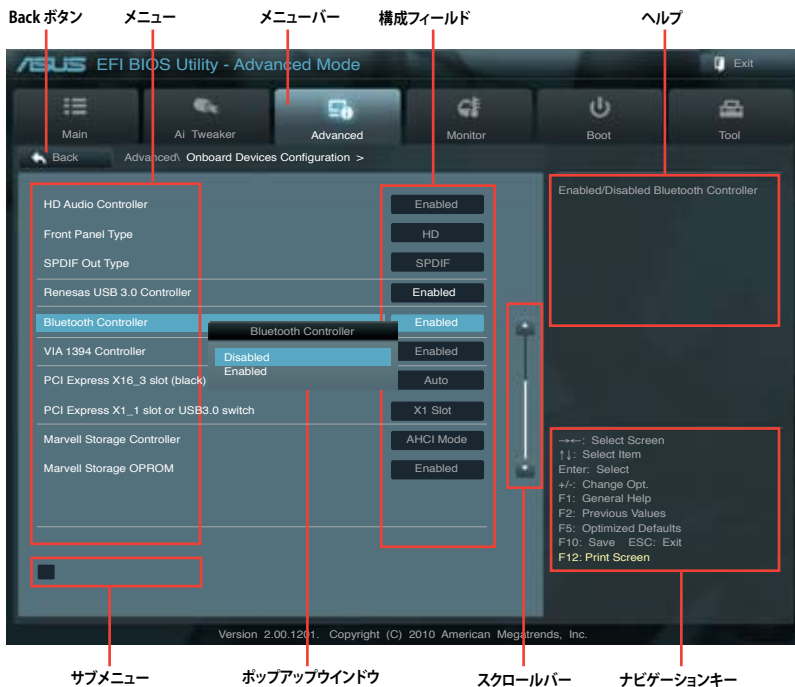 Back ボタン
メニュー
メニューバー
構成フィールド
ヘルプ
ASUS EFI BIOS Utility - Advanced Mode
Exit
Main
Ai Tweaker
Advanced
Monitor
Boot
Tool
Back
Advanced\ Onboard Devices Configuration >
HD Audio Controller
Enabled
Front Panel Type
HD
SPDIF Out Type
SPDIF
Renesas USB 3.0 Controller
Enabled
Bluetooth Controller
Enabled
Bluetooth Controller
Disabled
Enabled
VIA 1394 Controller
Enabled
PCI Express X16_3 slot (black)
Auto
PCI Express X1_1 slot or USB3.0 switch
X1 Slot
Marvell Storage Controller
AHCI Mode
Marvell Storage OPROM
Enabled
Enabled/Disabled Bluetooth Controller
→←: Select Screen
↑↓: Select Item
Enter: Select
+/-: Change Opt.
F1: General Help
F2: Previous Values
F5: Optimized Defaults
F10: Save ESC: Exit
F12: Print Screen
Version 2.00.1201. Copyright (C) 2010 American Megatrends, Inc.
サブメニュー
ポップアップウインドウ
スクロールバー
ナビゲーションキー